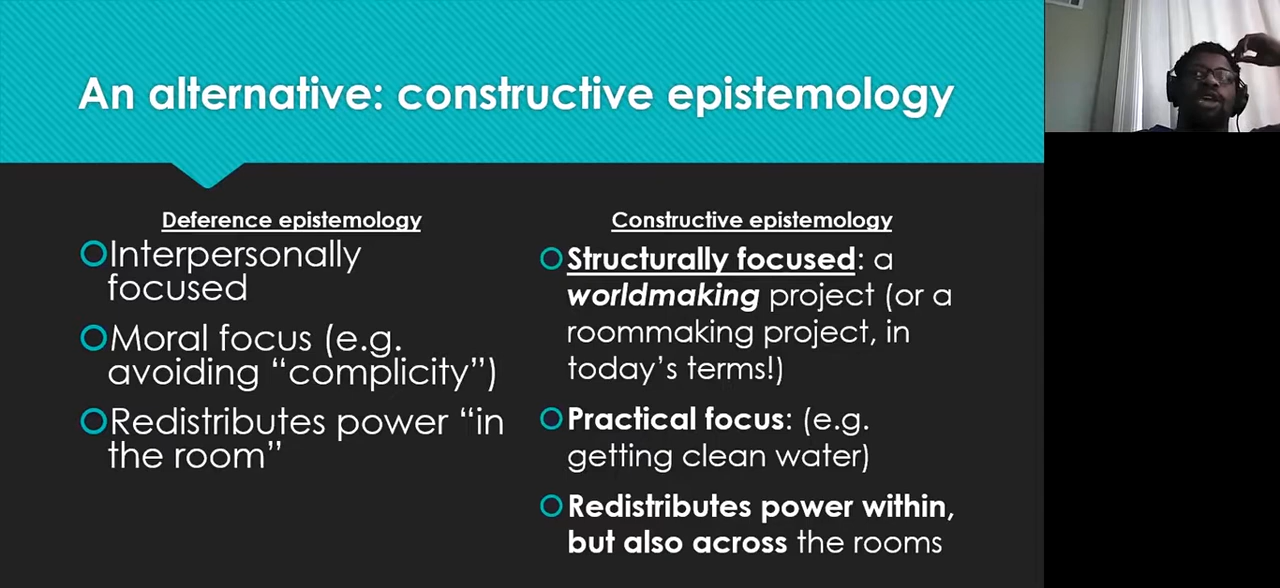 An alternative: constructive epistemology
Deference epistemology
Interpersonally
focused
Moral focus (e.g.
avoiding “complicity”)
Redistributes power “in
the room”
Constructive epistemology
Structurally focused: a
worldmaking project (or a
roommaking project, in
today’s terms!)
Practical focus: (e.g.
getting clean water)
Redistributes power within,
but also across the rooms